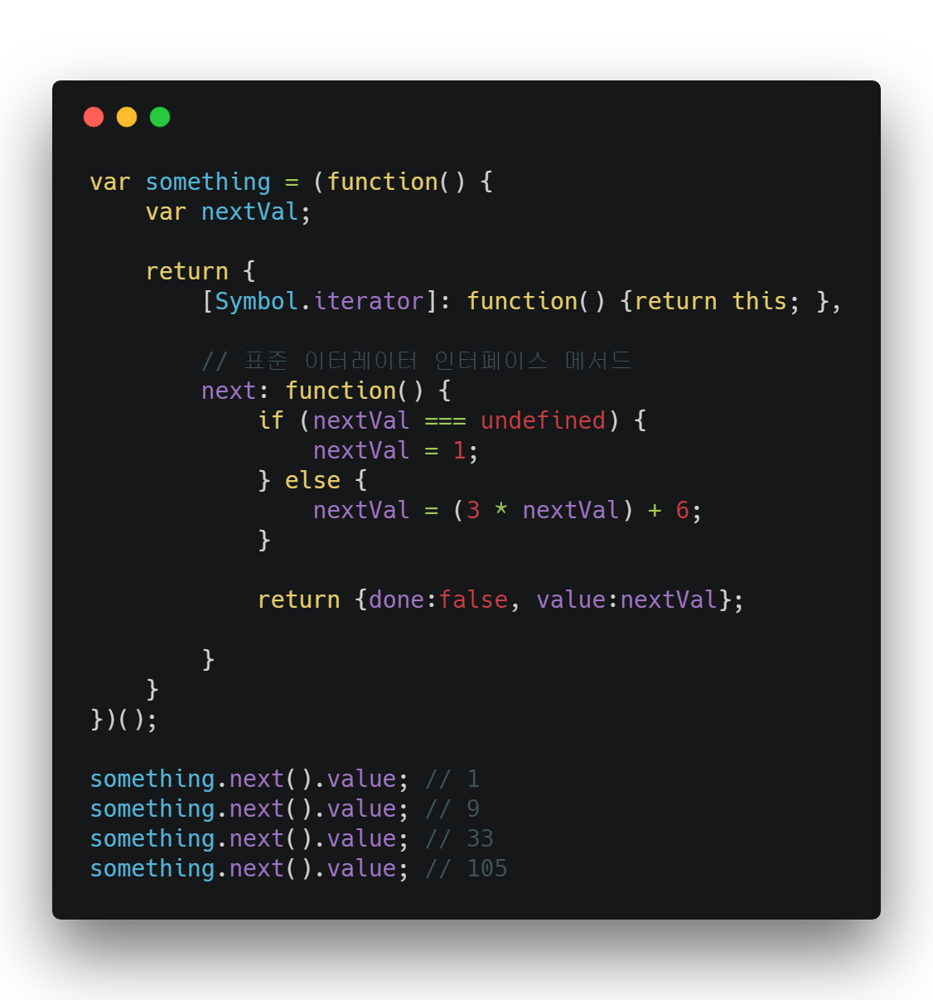 var something = (function() {
    var nextVal;

    return {
        [Symbol.iterator]: function() {return this; },

        // 표준 이터레이터 인터페이스 메서드
        next: function() {
            if (nextVal === undefined) {
                nextVal = 1;
            } else {
                nextVal = (3 * nextVal) + 6;
            }

            return {done:false, value:nextVal};

        }
    }
})();

something.next().value; // 1
something.next().value; // 9
something.next().value; // 33
something.next().value; // 105